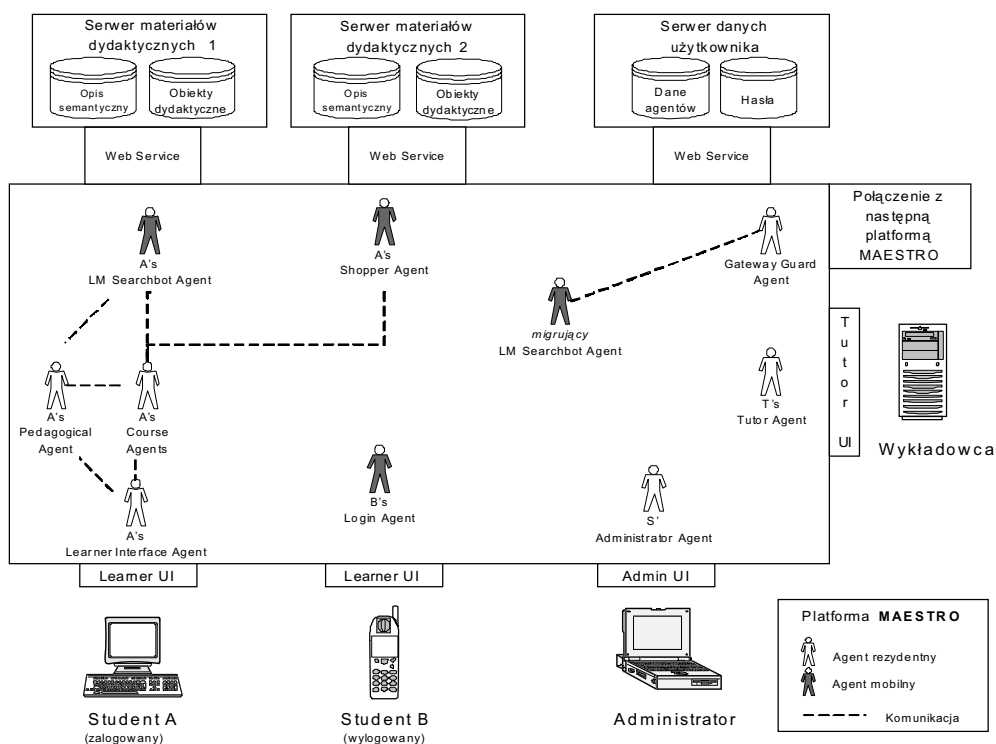 Serwer materiałów
dydaktycznych 1
Opis
semantyczny
Obiekty
dydaktyczne
Serwer materiałów
dydaktycznych 2
Opis
semantyczny
Obiekty
dydaktyczne
Serwer danych
użytkownika
Dane
agentów
Hasła
Web Service
Web Service
Web Service
Połączenie z
następną
platformą
MAESTRO
A's
LM Searchbot Agent
A's
Shopper Agent
Gateway Guard
Agent
migrujący
LM Searchbot Agent
T's
Tutor Agent
Tutor UI
Wykładowca
A's
Pedagogical
Agent
A's
Course
Agents
A's
Learner Interface Agent
B's
Login Agent
S'
Administrator Agent
Learner UI
Learner UI
Admin UI
Student A
(zalogowany)
Student B
(wylogowany)
Administrator
Platforma MAESTRO
Agent rezydentny
Agent mobilny
Komunikacja